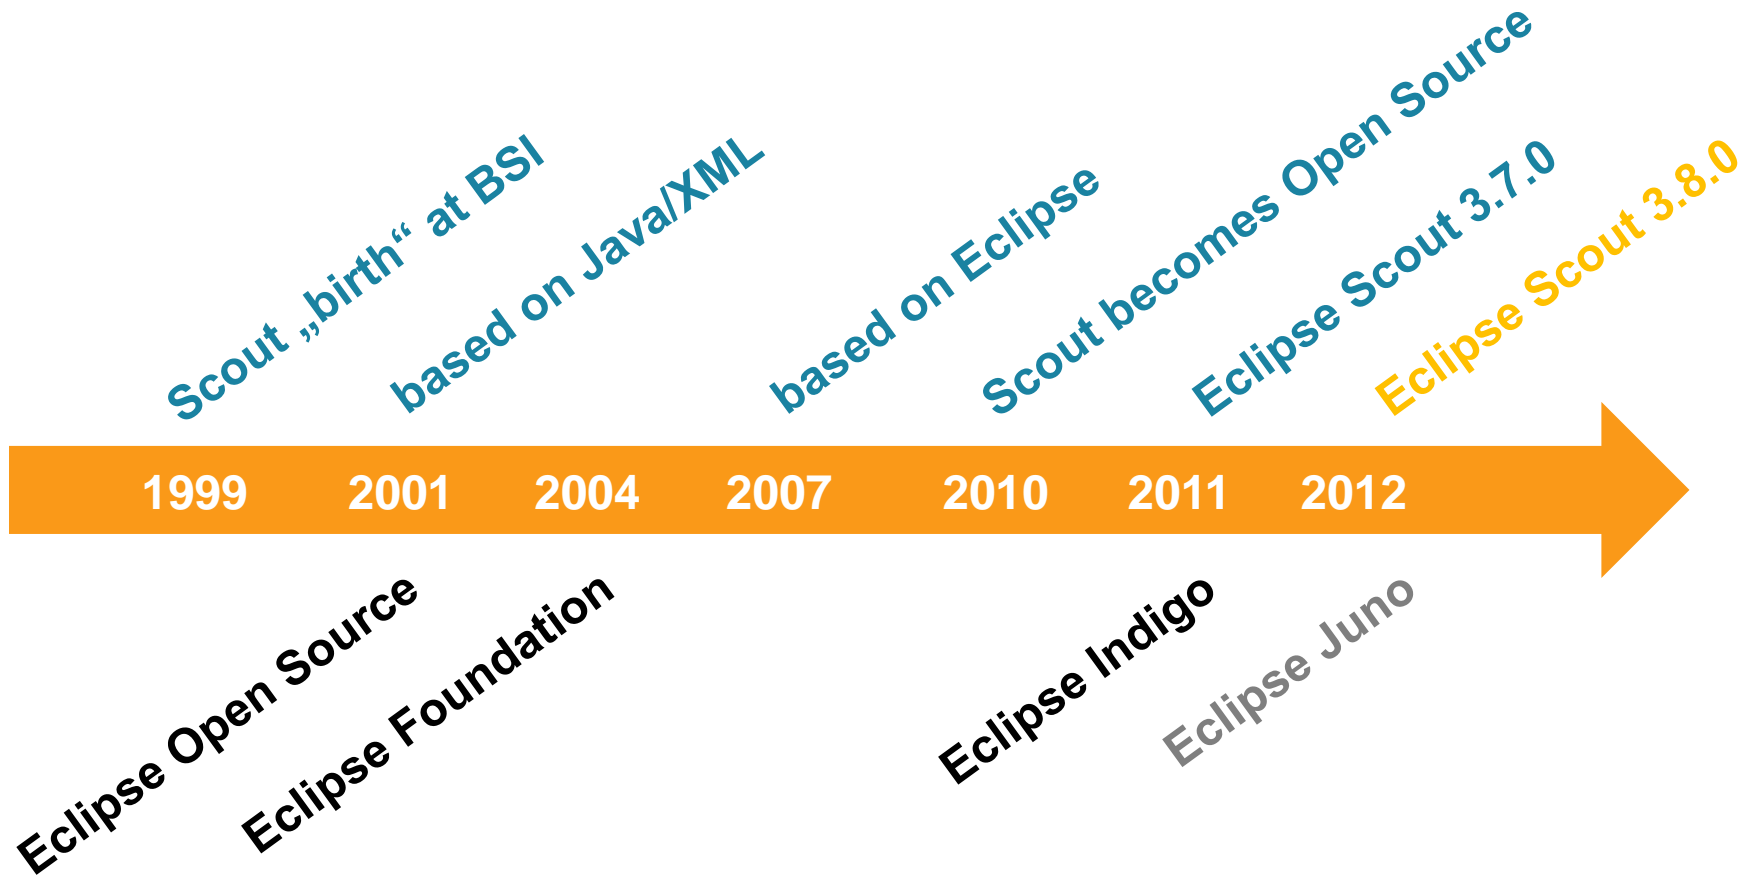 Scout „birth“ at BSI
based on Java/XML
based on Eclipse
Scout becomes Open Source
Eclipse Scout 3.7.0
Eclipse Scout 3.8.0
1999
2001
2004
2007
2010
2011
2012
Eclipse Open Source
Eclipse Foundation
Eclipse Indigo
Eclipse Juno